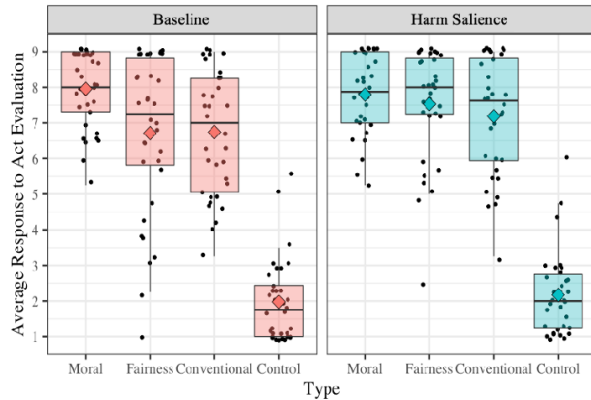 Baseline
Harm Salience
Average Response to Act Evaluation
9
8
7
6
5
4
3
2
1
Moral Fairness Conventional Control
Moral Fairness Conventional Control
Type